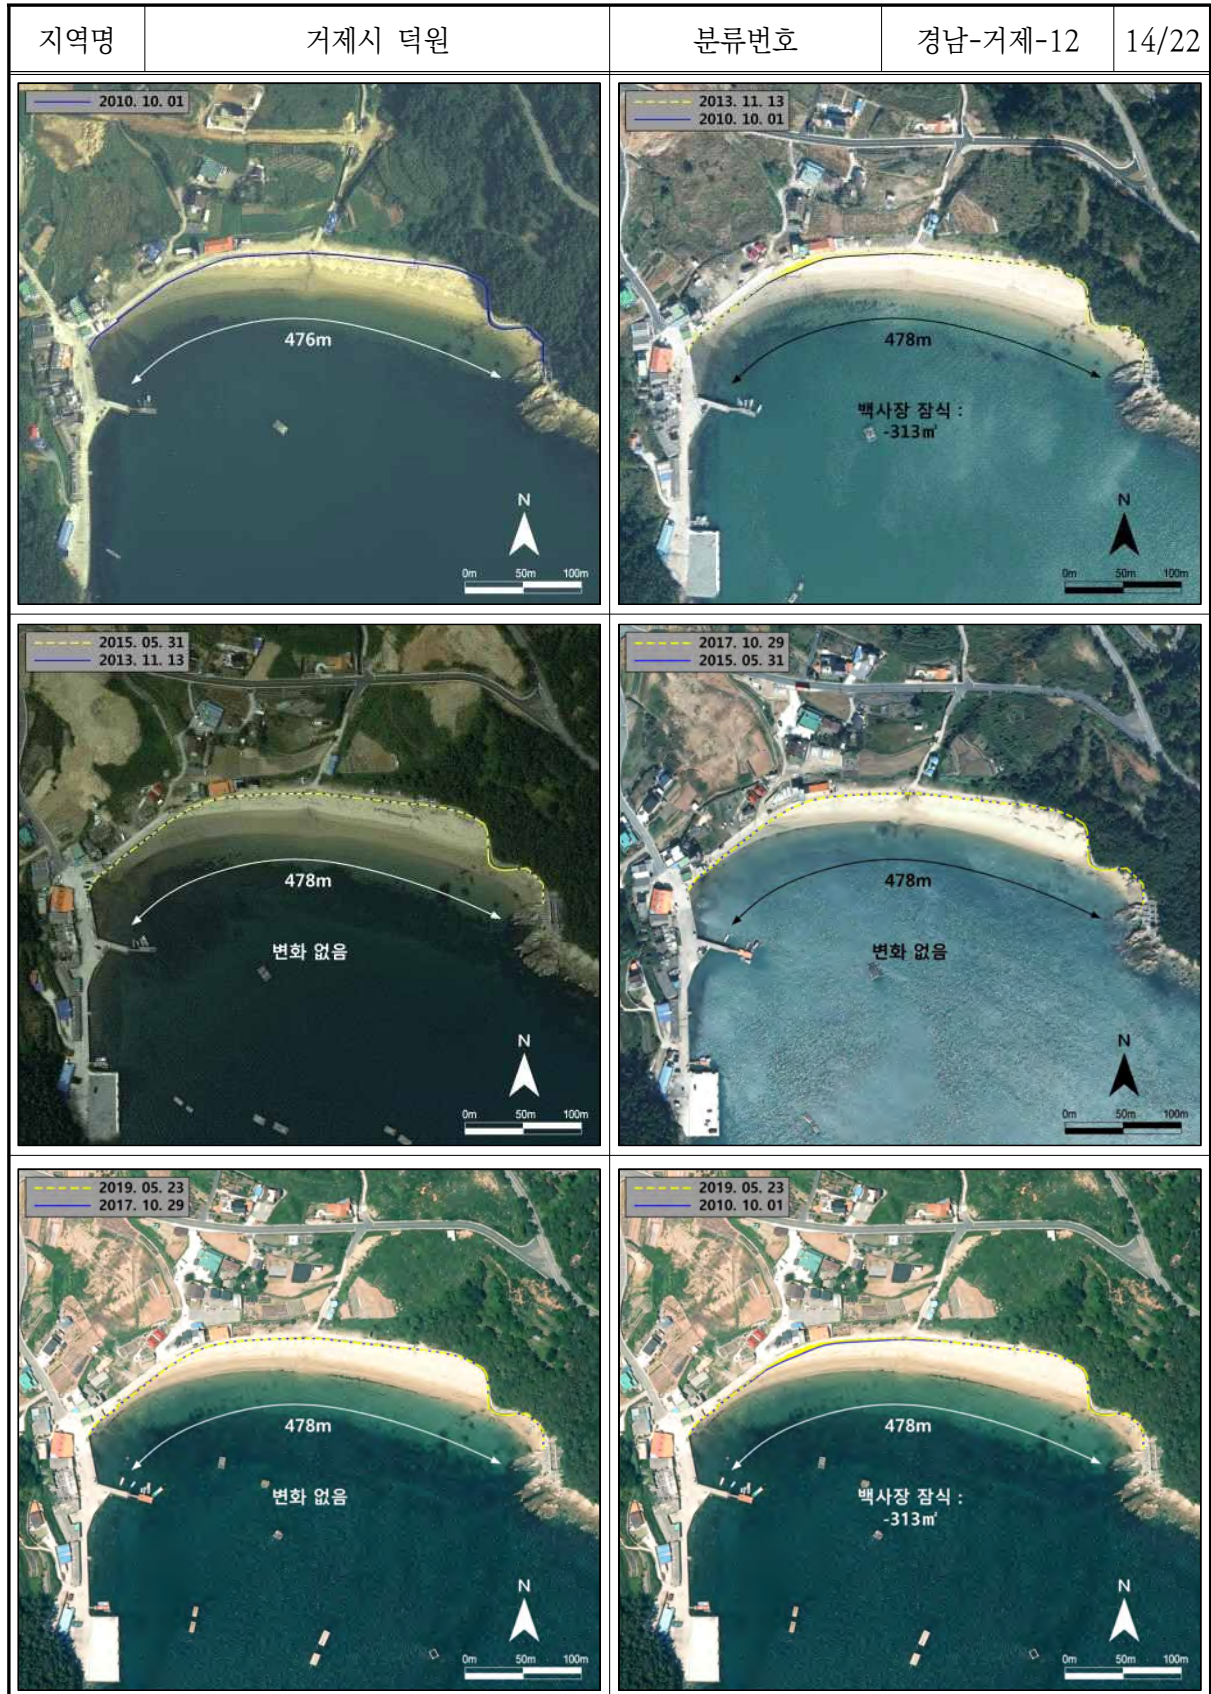 지역명 거제시 덕원 분류번호 경남-거제-12 14/22
2010. 10. 01
476m
N
0m 50m 100m
2013. 11. 13
2010. 10. 01
478m
백사장 잠식 :
-313㎡
N
0m 50m 100m
2015. 05. 31
2013. 11. 13
478m
변화 없음
N
0m 50m 100m
2017. 10. 29
2015. 05. 31
478m
변화 없음
N
0m 50m 100m
2019. 05. 23
2017. 10. 29
478m
변화 없음
N
0m 50m 100m
2019. 05. 23
2010. 10. 01
478m
백사장 잠식 :
-313㎡
N
0m 50m 100m